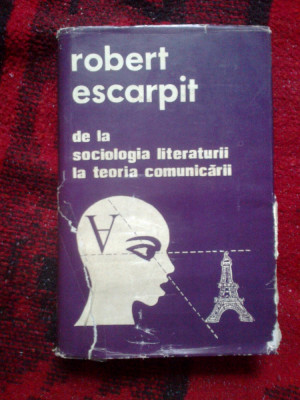 robert
escarpit
de la
sociologia literaturii
la teoria comunicării
A